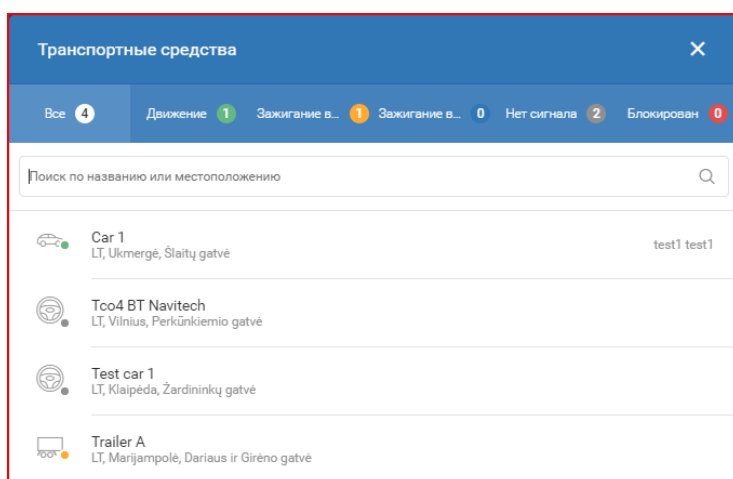 Транспортные средства
Все 4 Движение 1 Зажигание в... 1 Зажигание в... 0 Нет сигнала 2 Блокирован 0
Поиск по названию или местоположению
Car 1
LT, Ukmergė, Šlaitų gatvė
test1 test1
Tco4 BT Navitech
LT, Vilnius, Perkūnkiemio gatvė
Test car 1
LT, Klaipėda, Žardininkų gatvė
Trailer A
LT, Marijampolė, Dariaus ir Girėno gatvė